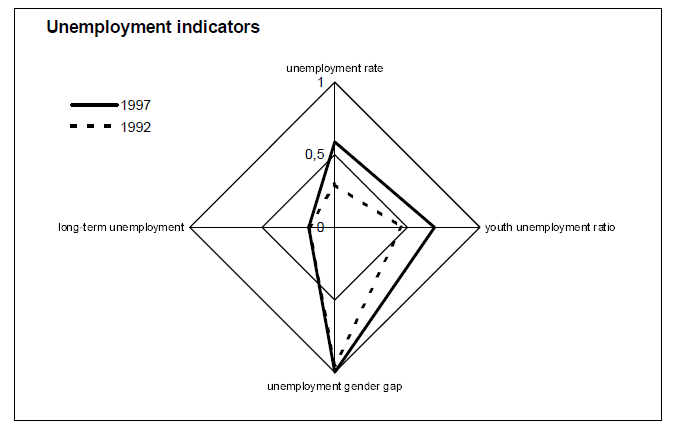 Unemployment indicators
unemployment rate
1
1997
1992
0,5
long-term unemployment
0
youth unemployment ratio
unemployment gender gap